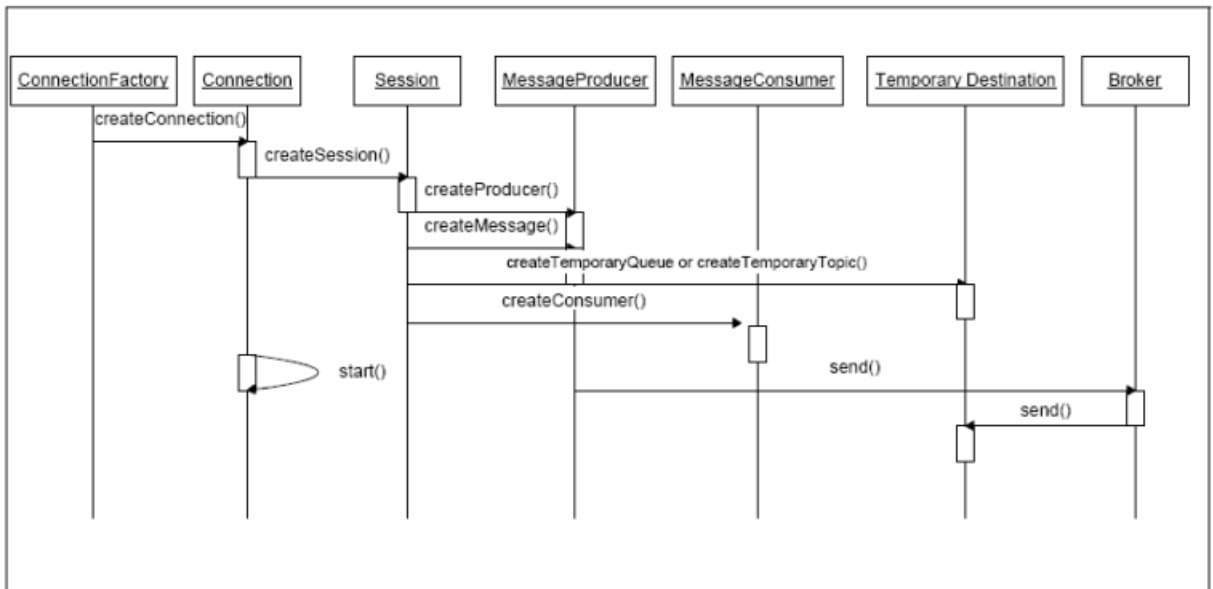 ConnectionFactory Connection Session MessageProducer MessageConsumer Temporary Destination Broker
createConnection()
createSession()
createProducer()
createMessage()
createTemporaryQueue or createTemporaryTopic()
createConsumer()
start()
send()
send()